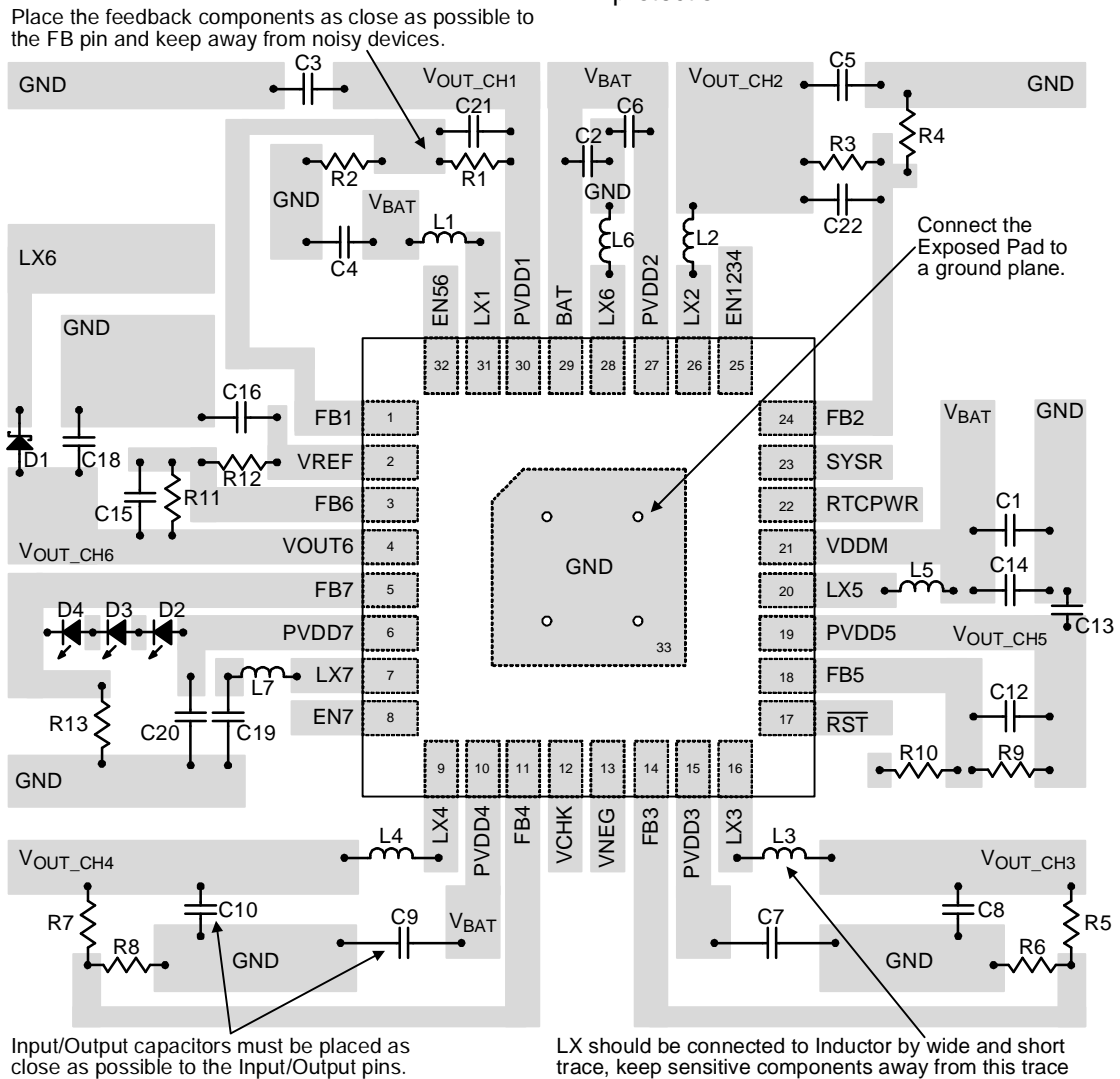 Place the feedback components as close as possible to
the FB pin and keep away from noisy devices.
GND
C3
VOUT_CH1
C21
R1
R2
GND
VBAT
C4
L1
VBAT
C6
C2
GND
L6
VOUT_CH2
L2
C5
GND
R4
R3
C22
Connect the
Exposed Pad to
a ground plane.
LX6
GND
EN56
LX1
PVDD1
BAT
LX6
PVDD2
LX2
EN1234
32
31
30
29
28
27
26
25
C16
D1
C18
R12
R11
C15
VOUT_CH6
FB1
1
VREF
2
FB6
3
VOUT6
4
FB7
5
PVDD7
6
LX7
7
EN7
8
24
FB2
23
SYSR
22
RTCPWR
21
VDDM
20
LX5
19
PVDD5
18
FB5
17
RST
GND
33
VBAT
GND
C1
L5
C14
C13
VOUT_CH5
C12
R10
R9
D4
D3
D2
L7
R13
C20
C19
GND
9
10
11
12
13
14
15
16
LX4
PVDD4
FB4
VCHK
VNEG
FB3
PVDD3
LX3
L4
VOUT_CH4
R7
C10
C9
VBAT
R8
GND
L3
VOUT_CH3
C7
C8
R5
GND
R6
Input/Output capacitors must be placed as
close as possible to the Input/Output pins.
LX should be connected to Inductor by wide and short
trace, keep sensitive components away from this trace